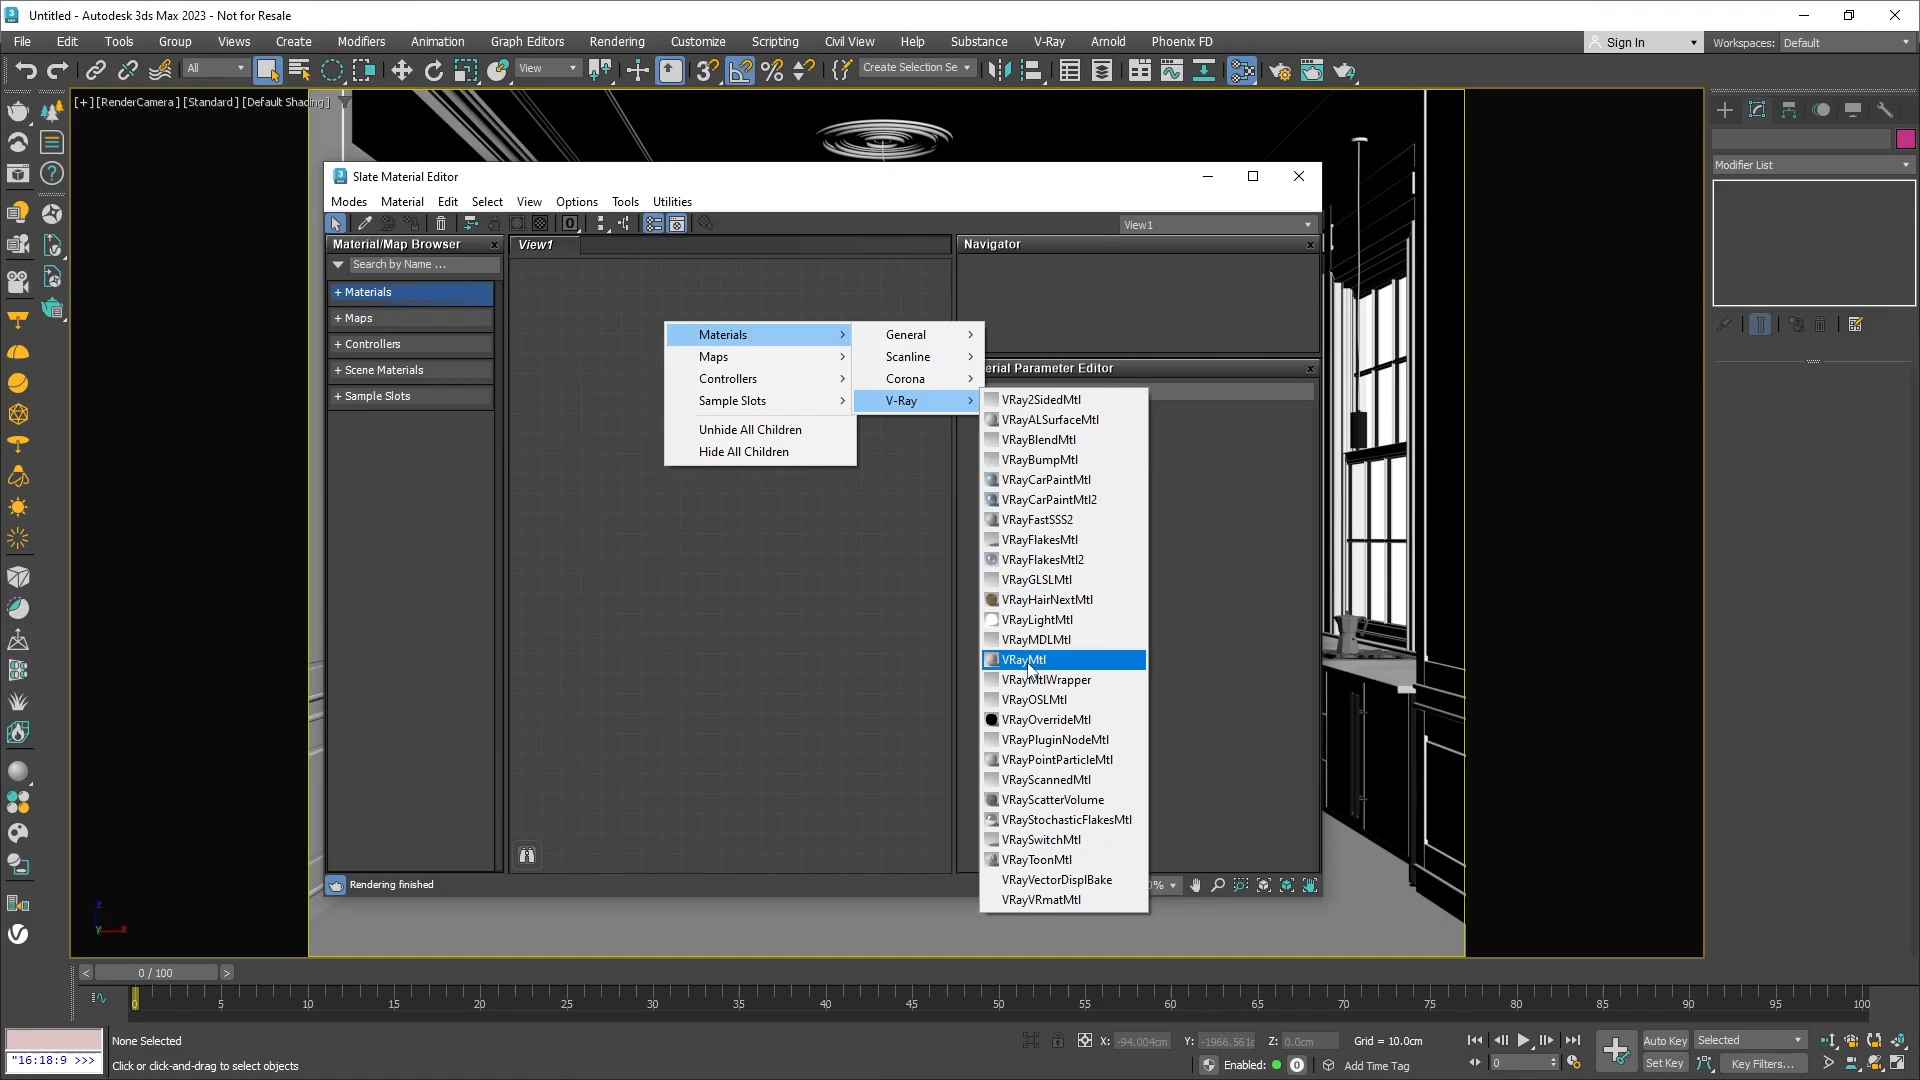 Untitled - Autodesk 3ds Max 2023 - Not for Resale
File Edit Tools Group Views Create Modifiers Animation Graph Editors Rendering Customize Scripting Civil View Help Substance V-Ray Arnold Phoenix FD
Sign In Workspaces: Default
All View Create Selection Se
[+] [RenderCamera] [Standard] [Default Shading]
Modifier List
Slate Material Editor
Modes Material Edit Select View Options Tools Utilities
View1
Material/Map Browser View1 Navigator
Search by Name ...
+ Materials
+ Maps
+ Controllers
+ Scene Materials
+ Sample Slots
Materials
Maps
Controllers
Sample Slots
Unhide All Children
Hide All Children
General
Scanline
Corona
V-Ray
erial Parameter Editor
VRay2SidedMtl
VRayALSurfaceMtl
VRayBlendMtl
VRayBumpMtl
VRayCarPaintMtl
VRayCarPaintMtl2
VRayFastSSS2
VRayFlakesMtl
VRayFlakesMtl2
VRayGLSLMtl
VRayHairNextMtl
VRayLightMtl
VRayMDLMtl
VRayMtl
VRayMtlWrapper
VRayOSLMtl
VRayOverrideMtl
VRayPluginNodeMtl
VRayPointParticleMtl
VRayScannedMtl
VRayScatterVolume
VRayStochasticFlakesMtl
VRaySwitchMtl
VRayToonMtl
VRayVectorDisplBake
VRayVRmatMtl
Rendering finished
0%
z
y x
< 0 / 100 >
0 5 10 15 20 25 30 35 40 45 50 55 60 65 70 75 80 85 90 95 100
None Selected
X: -94.004cm Y: -1966.561c Z: 0.0cm Grid = 10.0cm
Auto Key Selected
"16:18:9 >>>
Click or click-and-drag to select objects
Enabled: 0 Add Time Tag
0
Set Key Key Filters...